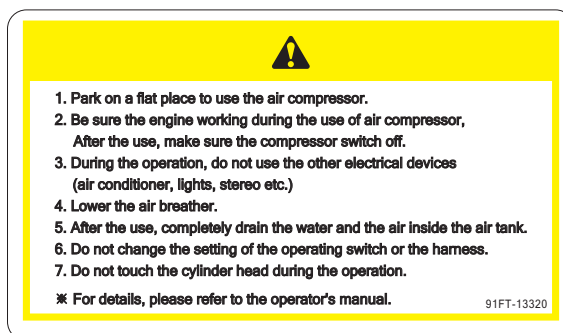 1. Park on a flat place to use the air compressor.
2. Be sure the engine working during the use of air compressor,
After the use, make sure the compressor switch off.
3. During the operation, do not use the other electrical devices
(air conditioner, lights, stereo etc.)
4. Lower the air breather.
5. After the use, completely drain the water and the air inside the air tank.
6. Do not change the setting of the operating switch or the harness.
7. Do not touch the cylinder head during the operation.
※ For details, please refer to the operator's manual.
91FT-13320